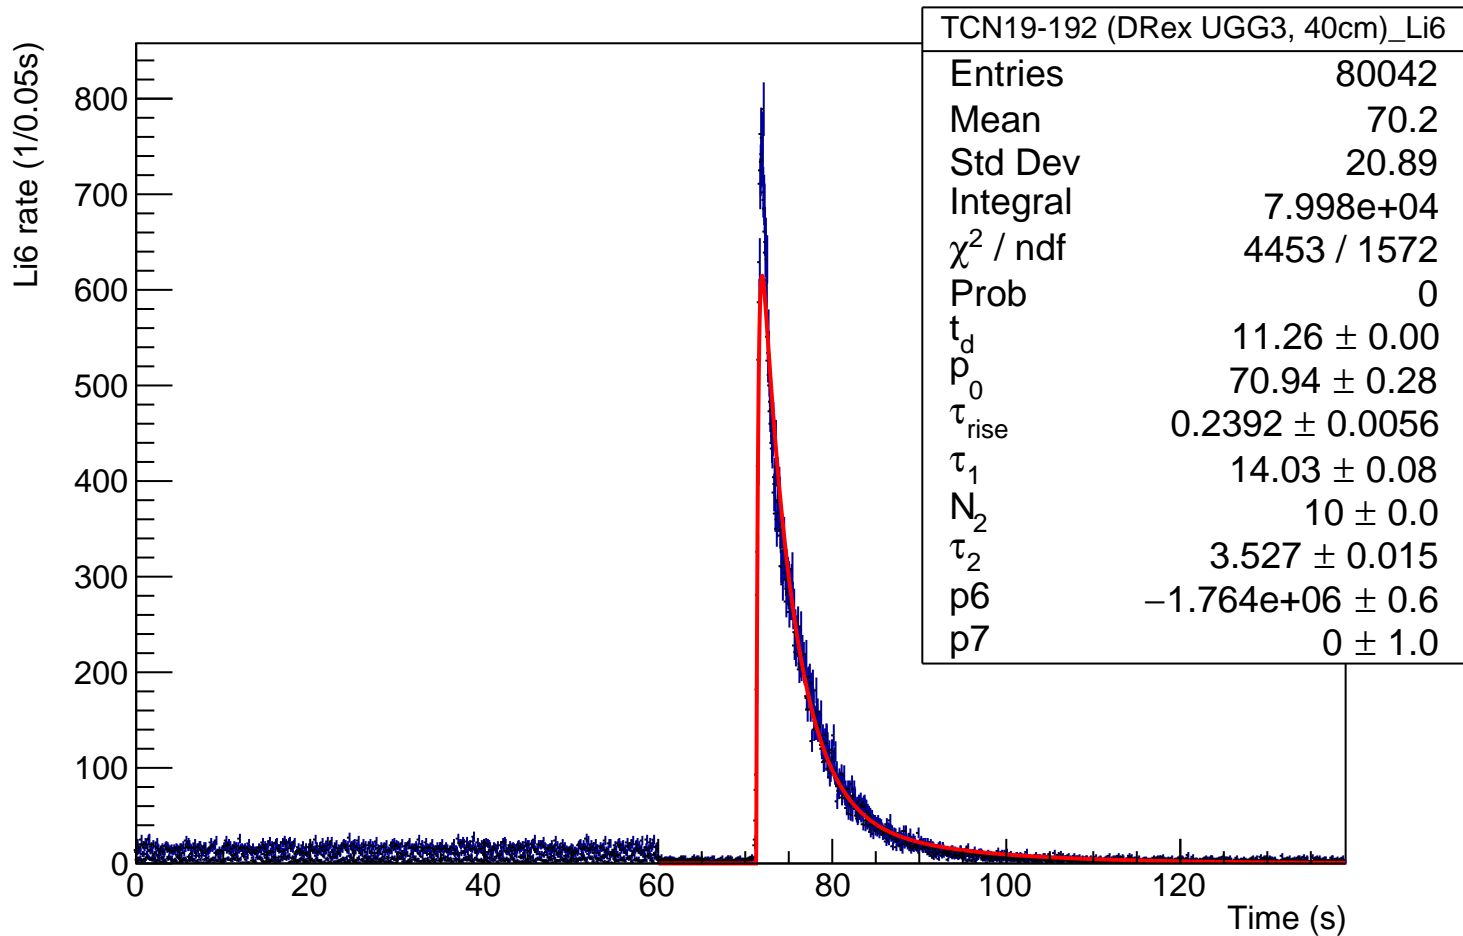 TCN19-192 (DRex UGG3, 40cm)_Li6
Entries 80042
Mean 70.2
Std Dev 20.89
Integral 7.998e+04
χ² / ndf 4453 / 1572
Prob 0
t_d 11.26 ± 0.00
p_0 70.94 ± 0.28
τ_rise 0.2392 ± 0.0056
τ_1 14.03 ± 0.08
N_2 10 ± 0.0
τ_2 3.527 ± 0.015
p6 −1.764e+06 ± 0.6
p7 0 ± 1.0
Li6 rate (1/0.05s)
800
700
600
500
400
300
200
100
0
0 20 40 60 80 100 120
Time (s)